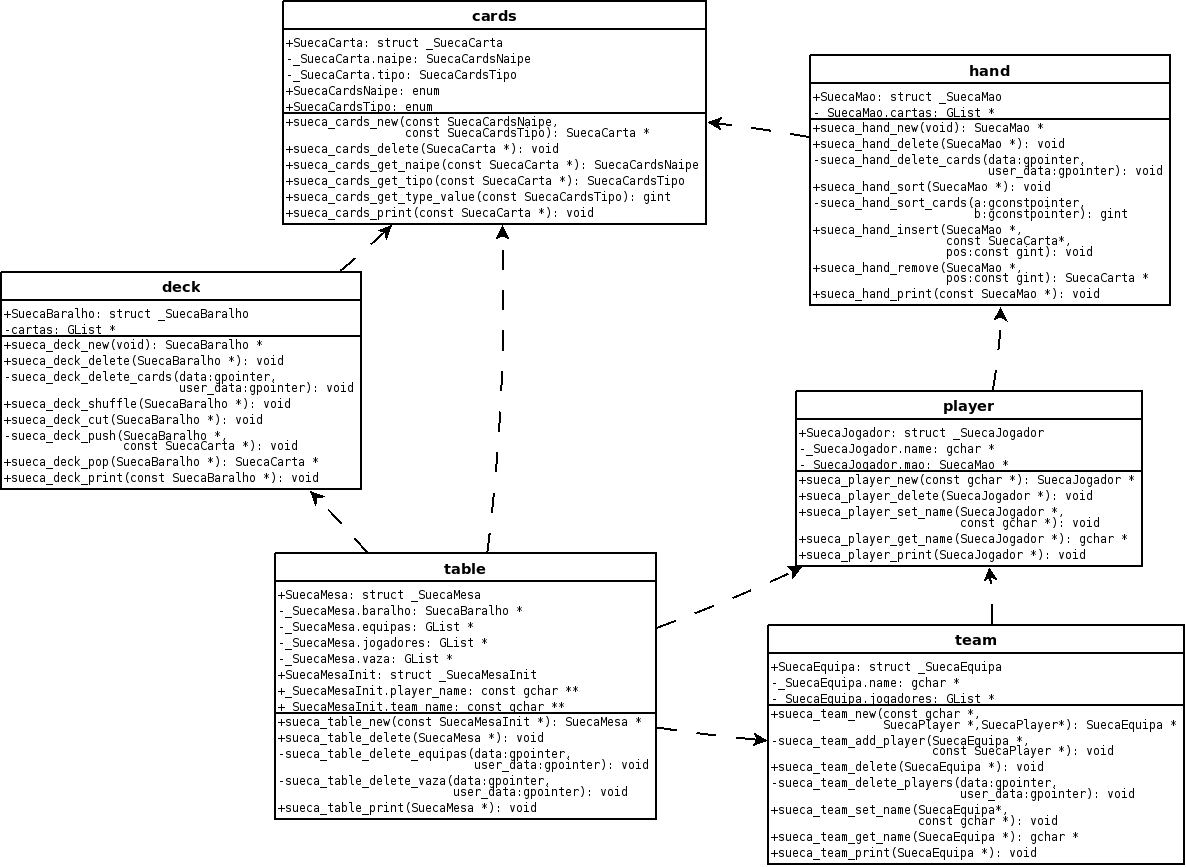 cards
+SuecaCarta: struct _SuecaCarta
-_SuecaCarta.naipe: SuecaCardsNaipe
-_SuecaCarta.tipo: SuecaCardsTipo
+SuecaCardsNaipe: enum
+SuecaCardsTipo: enum
+sueca_cards_new(const SuecaCardsNaipe,
const SuecaCardsTipo): SuecaCarta *
+sueca_cards_delete(SuecaCarta *): void
+sueca_cards_get_naipe(const SuecaCarta *): SuecaCardsNaipe
+sueca_cards_get_tipo(const SuecaCarta *): SuecaCardsTipo
+sueca_cards_get_type_value(const SuecaCardsTipo): gint
+sueca_cards_print(const SuecaCarta *): void
hand
+SuecaMao: struct _SuecaMao
-_SuecaMao.cartas: GList *
+sueca_hand_new(void): SuecaMao *
+sueca_hand_delete(SuecaMao *): void
-sueca_hand_delete_cards(data:gpointer,
user_data:gpointer): void
+sueca_hand_sort(SuecaMao *): void
-sueca_hand_sort_cards(a:gconstpointer,
b:gconstpointer): gint
+sueca_hand_insert(SuecaMao *,
const SuecaCarta*,
pos:const gint): void
+sueca_hand_remove(SuecaMao *,
pos:const gint): SuecaCarta *
+sueca_hand_print(const SuecaMao *): void
deck
+SuecaBaralho: struct _SuecaBaralho
-cartas: GList *
+sueca_deck_new(void): SuecaBaralho *
+sueca_deck_delete(SuecaBaralho *): void
-sueca_deck_delete_cards(data:gpointer,
user_data:gpointer): void
+sueca_deck_shuffle(SuecaBaralho *): void
+sueca_deck_cut(SuecaBaralho *): void
-sueca_deck_push(SuecaBaralho *,
const SuecaCarta *): void
+sueca_deck_pop(SuecaBaralho *): SuecaCarta *
+sueca_deck_print(const SuecaBaralho *): void
player
+SuecaJogador: struct _SuecaJogador
-_SuecaJogador.name: gchar *
-_SuecaJogador.mao: SuecaMao *
+sueca_player_new(const gchar *): SuecaJogador *
+sueca_player_delete(SuecaJogador *): void
+sueca_player_set_name(SuecaJogador *,
const gchar *): void
+sueca_player_get_name(SuecaJogador *): gchar *
+sueca_player_print(SuecaJogador *): void
table
+SuecaMesa: struct _SuecaMesa
-_SuecaMesa.baralho: SuecaBaralho *
-_SuecaMesa.equipas: GList *
-_SuecaMesa.jogadores: GList *
-_SuecaMesa.vaza: GList *
+SuecaMesaInit: struct _SuecaMesaInit
+_SuecaMesaInit.player_name: const gchar **
+_SuecaMesaInit.team_name: const gchar **
+sueca_table_new(const SuecaMesaInit *): SuecaMesa *
+sueca_table_delete(SuecaMesa *): void
-sueca_table_delete_equipas(data:gpointer,
user_data:gpointer): void
-sueca_table_delete_vaza(data:gpointer,
user_data:gpointer): void
+sueca_table_print(SuecaMesa *): void
team
+SuecaEquipa: struct _SuecaEquipa
-_SuecaEquipa.name: gchar *
-_SuecaEquipa.jogadores: GList *
+sueca_team_new(const gchar *,
SuecaPlayer *,SuecaPlayer*): SuecaEquipa *
-sueca_team_add_player(SuecaEquipa *,
const SuecaPlayer *): void
+sueca_team_delete(SuecaEquipa *): void
-sueca_team_delete_players(data:gpointer,
user_data:gpointer): void
+sueca_team_set_name(SuecaEquipa*,
const gchar *): void
+sueca_team_get_name(SuecaEquipa *): gchar *
+sueca_team_print(SuecaEquipa *): void